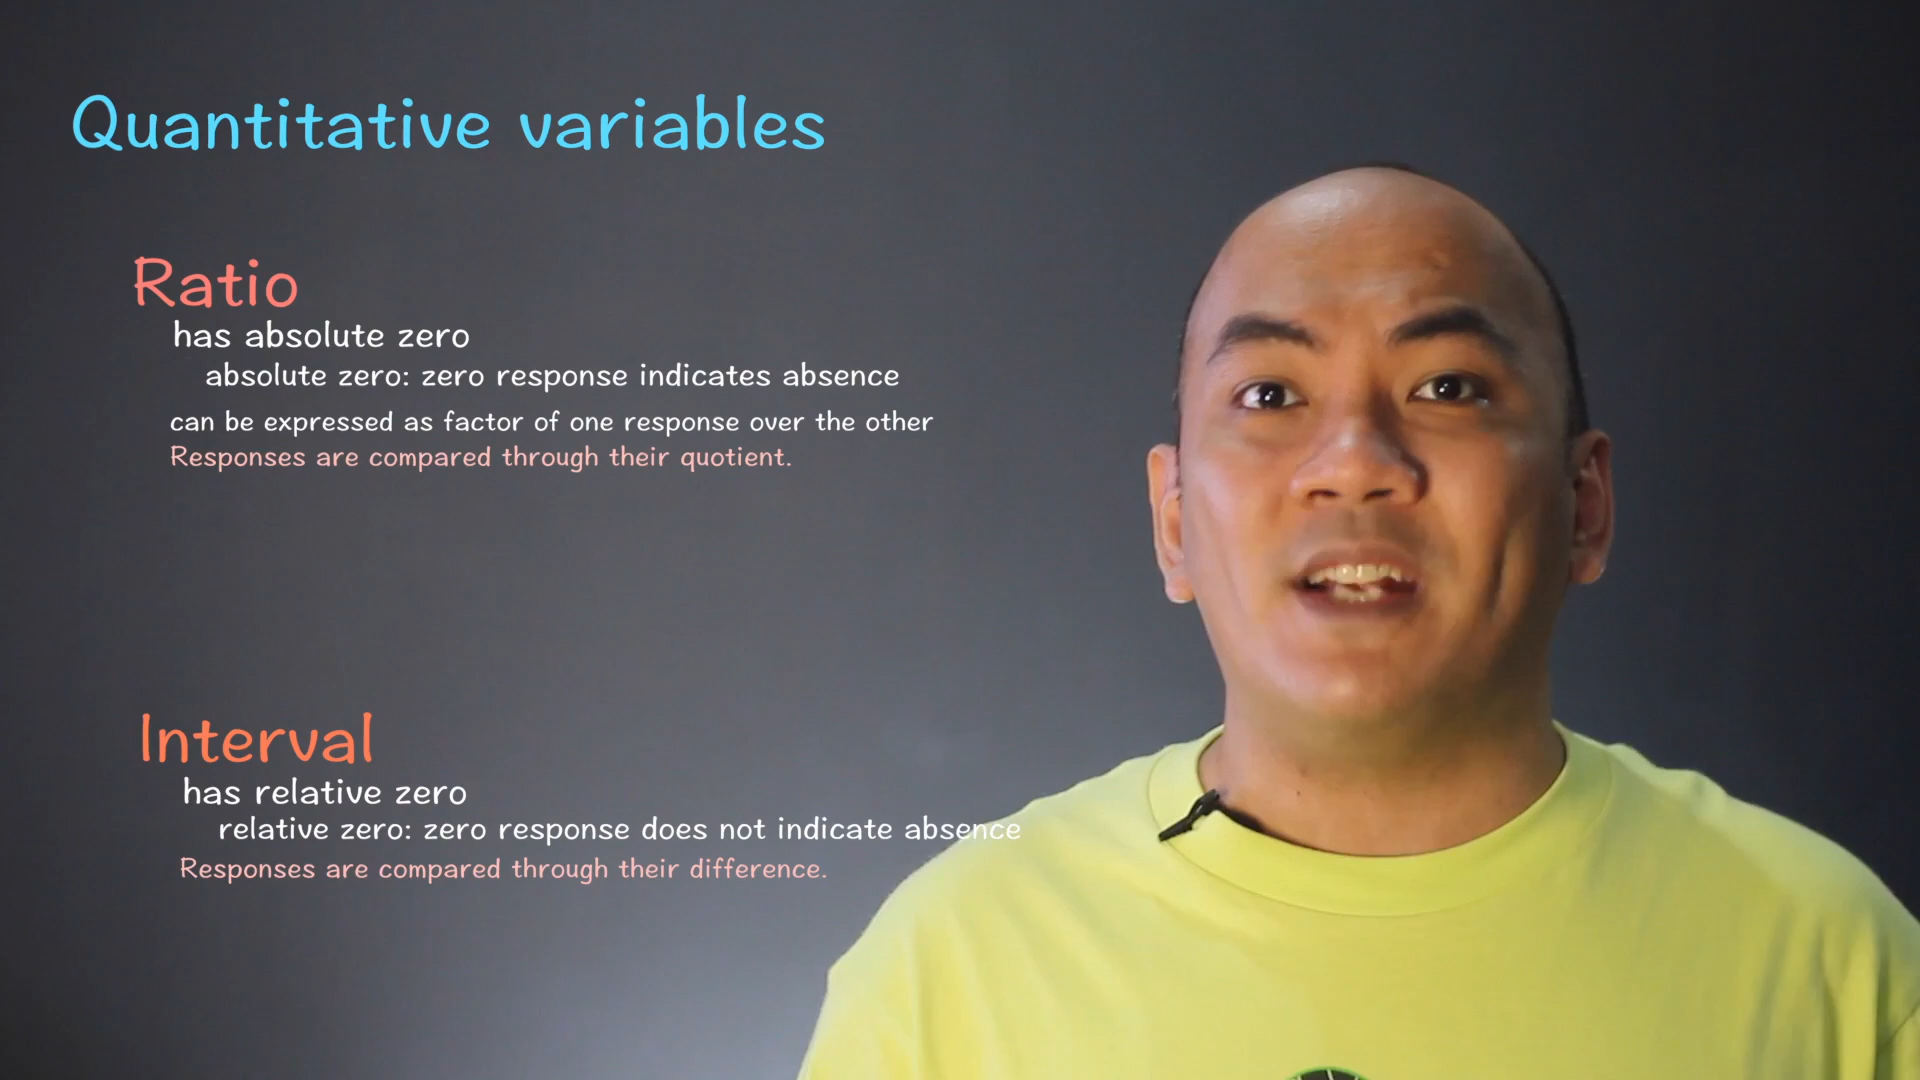 Quantitative variables
Ratio
has absolute zero
absolute zero: zero response indicates absence
can be expressed as factor of one response over the other
Responses are compared through their quotient.
Interval
has relative zero
relative zero: zero response does not indicate absence
Responses are compared through their difference.